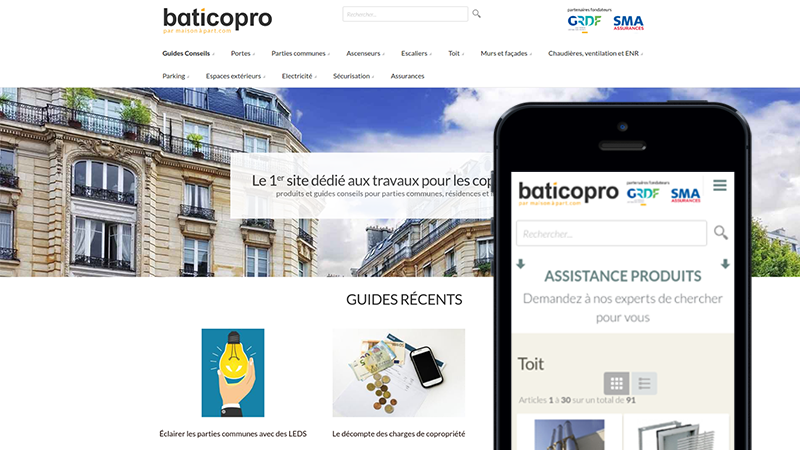 baticopro
par maisonàpart.com
Rechercher...
partenaires fondateurs
GRDF
SMA
ASSURANCES
Guides Conseils
Portes
Parties communes
Ascenseurs
Escaliers
Toit
Murs et façades
Chaudières, ventilation et ENR
Parking
Espaces extérieurs
Electricité
Sécurisation
Assurances
Le 1er site dédié aux travaux pour les cop
produits et guides conseils pour parties communes, résidences et
GUIDES RÉCENTS
Éclairer les parties communes avec des LEDS
Le décompte des charges de copropriété
baticopro
par maisonàpart.com
partenaires fondateurs
GRDF
SMA
ASSURANCES
Rechercher...
ASSISTANCE PRODUITS
Demandez à nos experts de chercher
pour vous
Toit
Articles 1 à 30 sur un total de 91